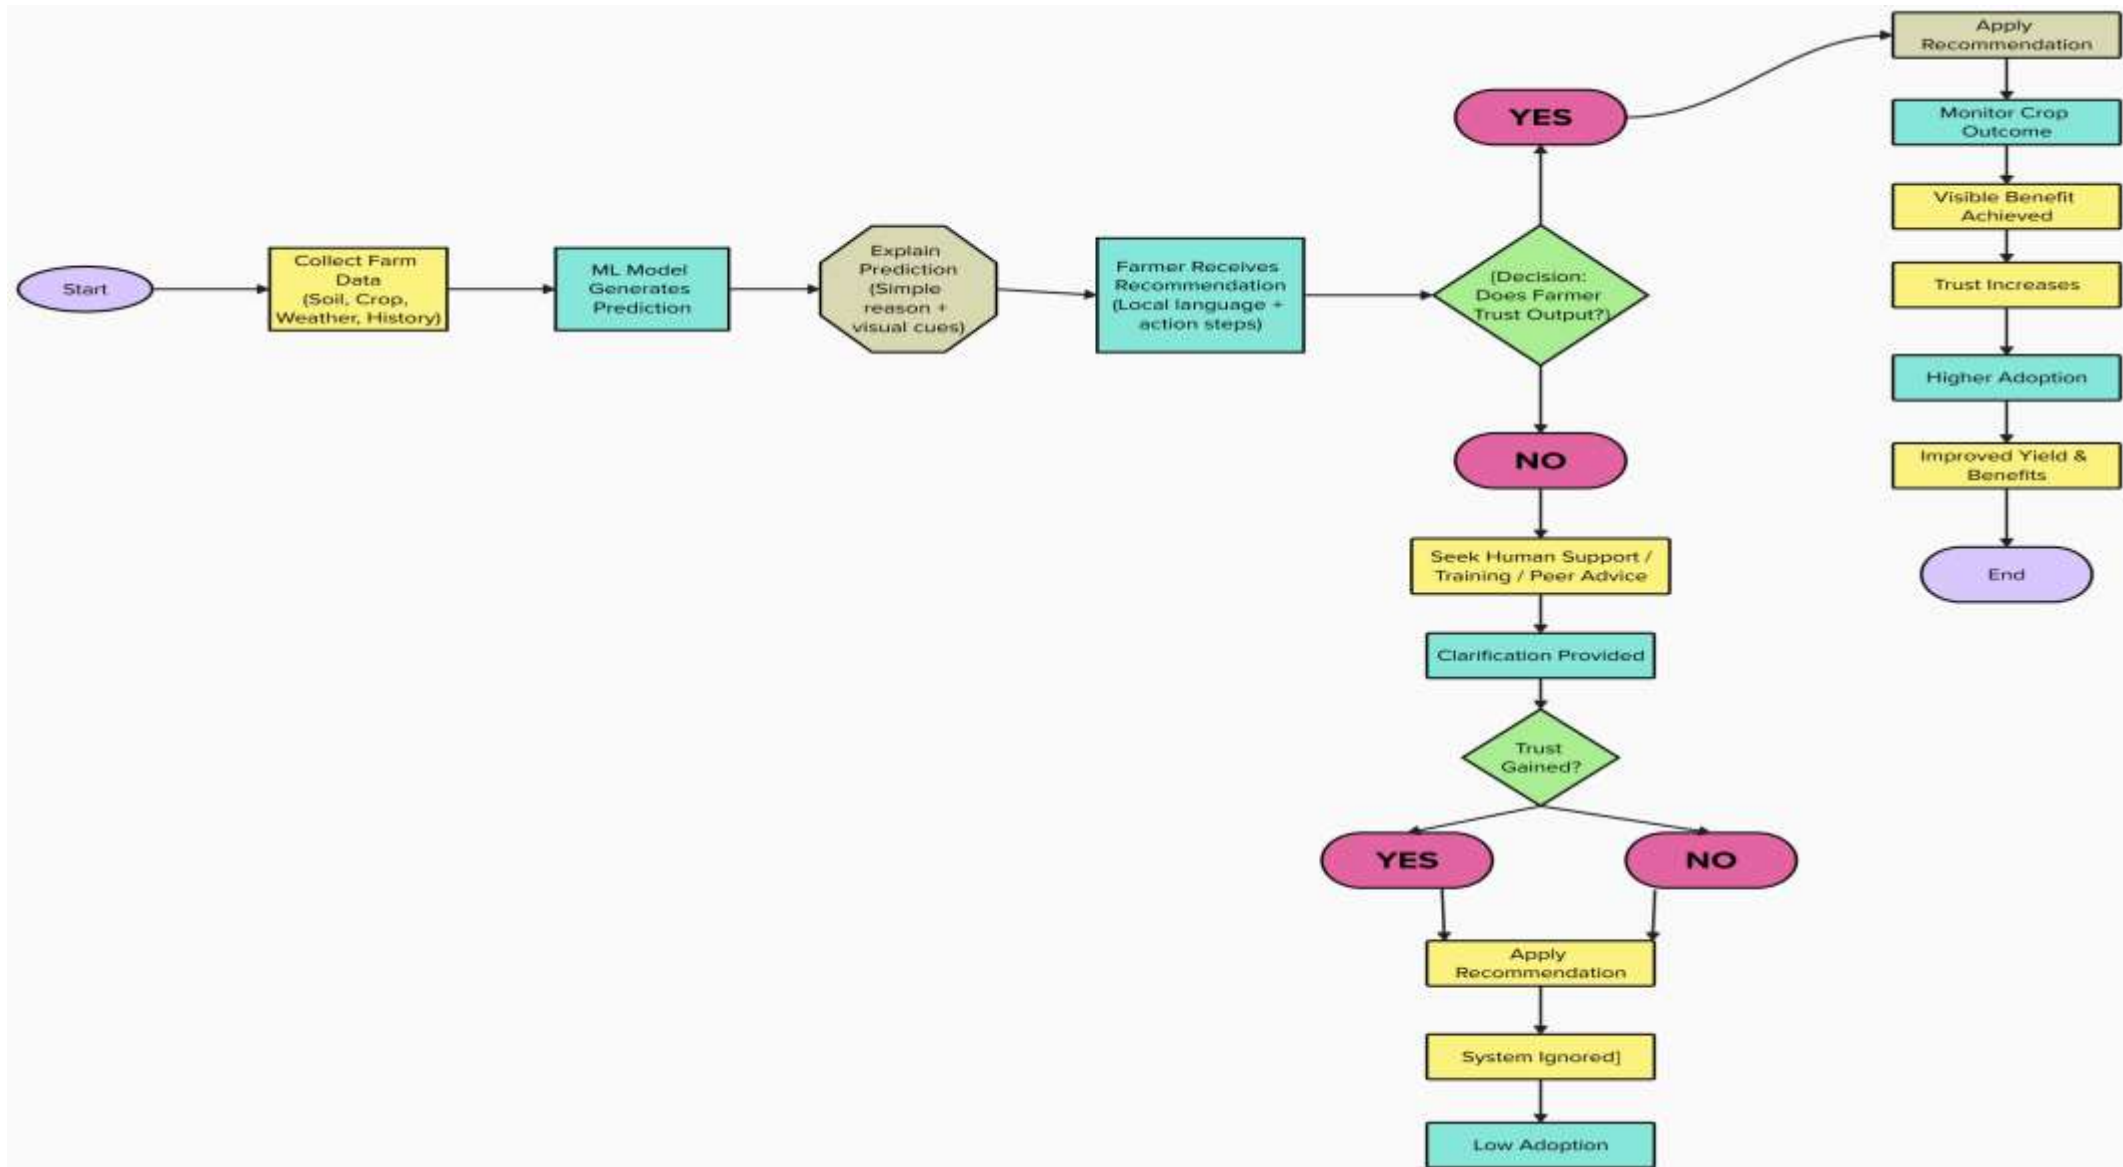 Start
Collect Farm
Data
(Soil, Crop,
Weather, History)
ML Model
Generates
Prediction
Explain
Prediction
(Simple
reason +
visual cues)
Farmer Receives
Recommendation
(Local language +
action steps)
(Decision:
Does Farmer
Trust Output?)
YES
Apply
Recommendation
Monitor Crop
Outcome
Visible Benefit
Achieved
Trust Increases
Higher Adoption
Improved Yield &
Benefits
End
NO
Seek Human Support /
Training / Peer Advice
Clarification Provided
Trust
Gained?
YES
NO
Apply
Recommendation
System Ignored]
Low Adoption